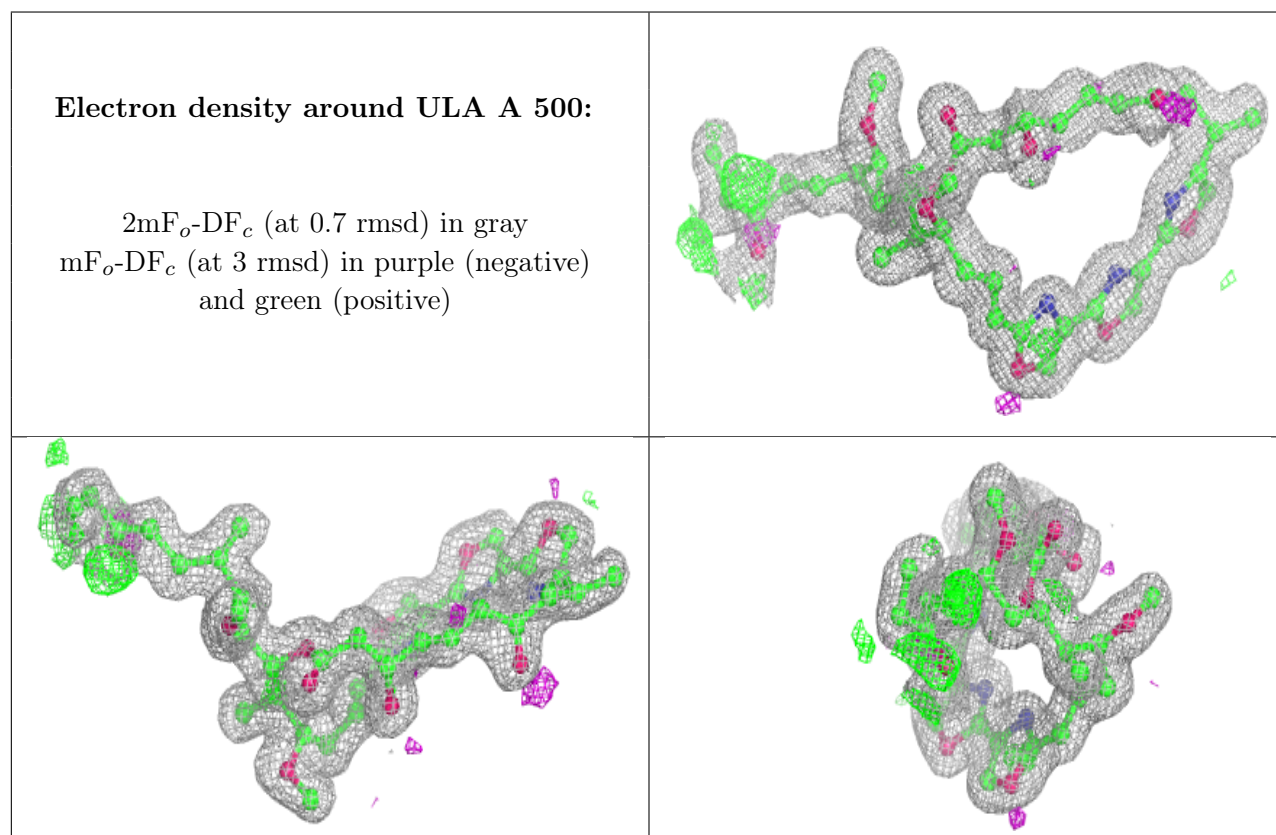 Electron density around ULA A 500:
2mFo-DFc (at 0.7 rmsd) in gray
mFo-DFc (at 3 rmsd) in purple (negative)
and green (positive)